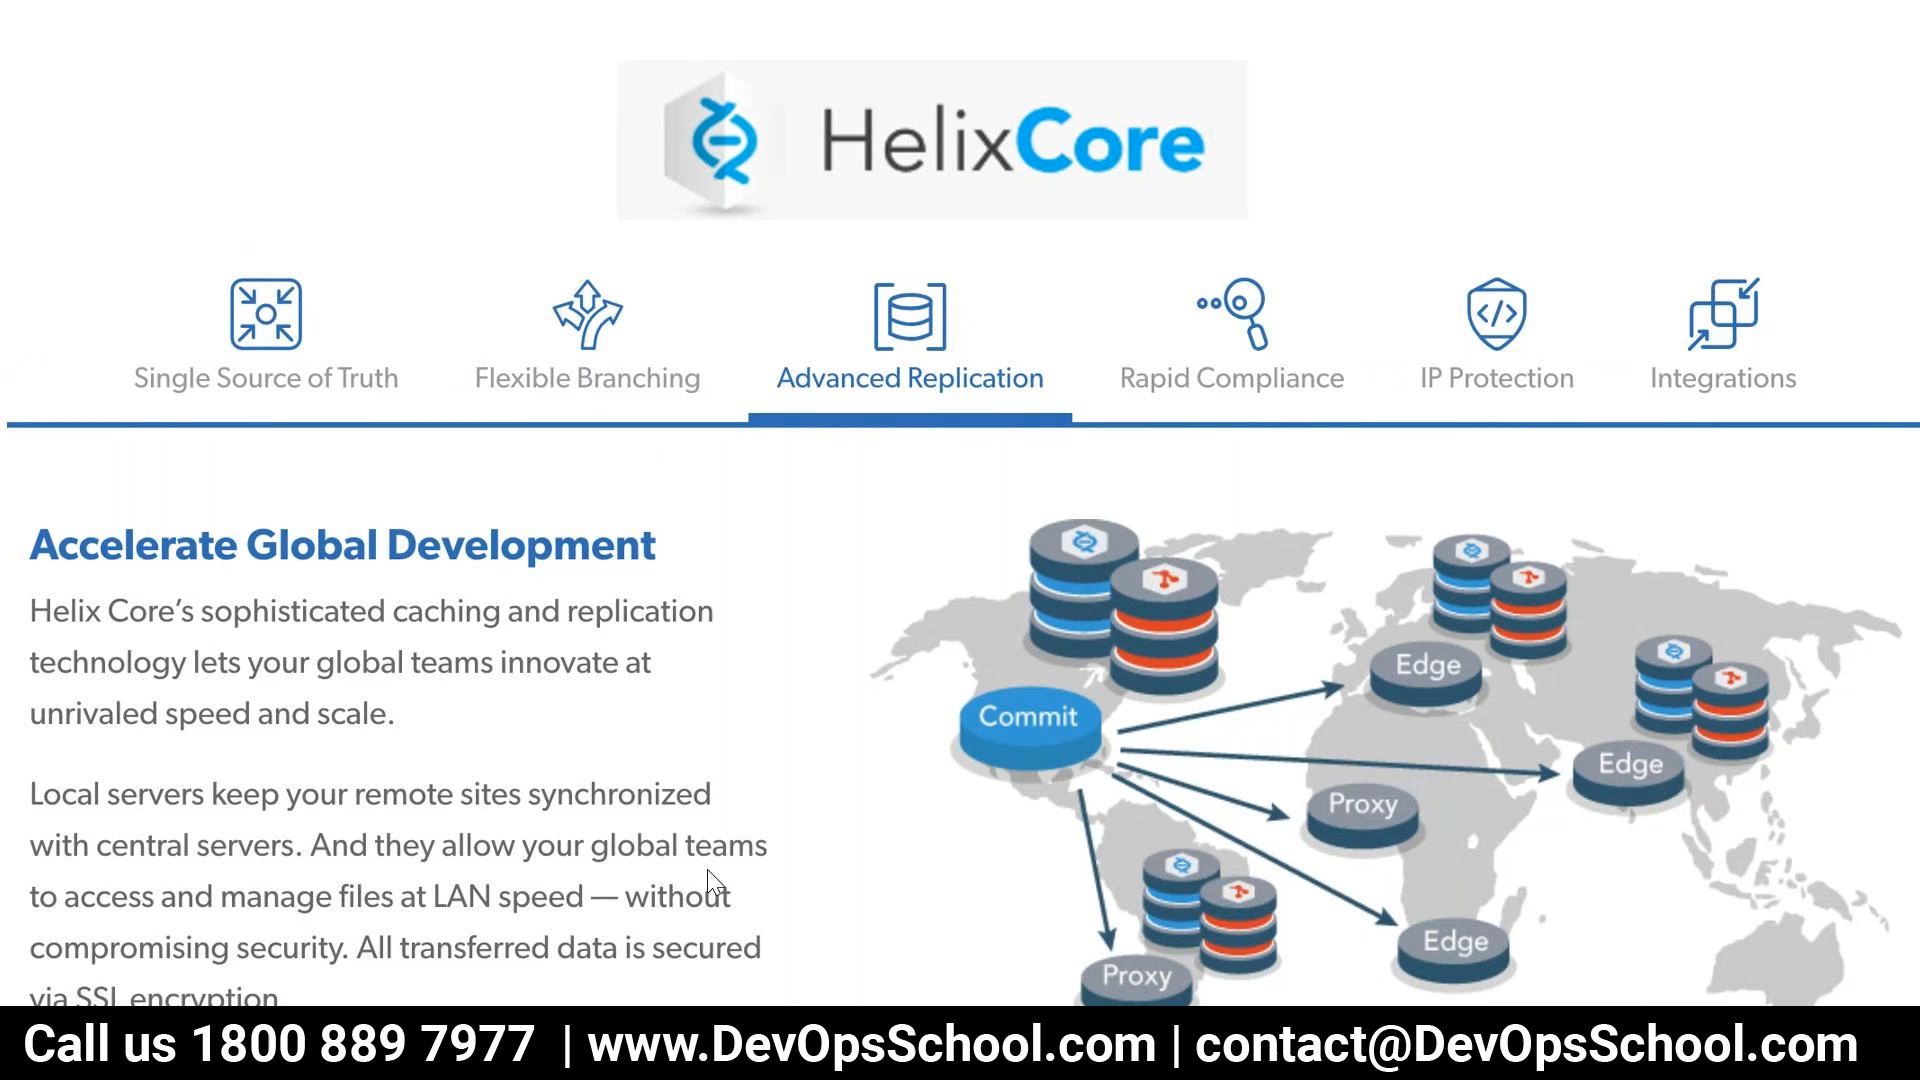 HelixCore
Single Source of Truth
Flexible Branching
Advanced Replication
Rapid Compliance
IP Protection
Integrations
Accelerate Global Development
Helix Core’s sophisticated caching and replication
technology lets your global teams innovate at
unrivaled speed and scale.
Local servers keep your remote sites synchronized
with central servers. And they allow your global teams
to access and manage files at LAN speed — without
compromising security. All transferred data is secured
via SSL encryption
Commit
Edge
Edge
Proxy
Edge
Proxy
Call us 1800 889 7977 | www.DevOpsSchool.com | contact@DevOpsSchool.com